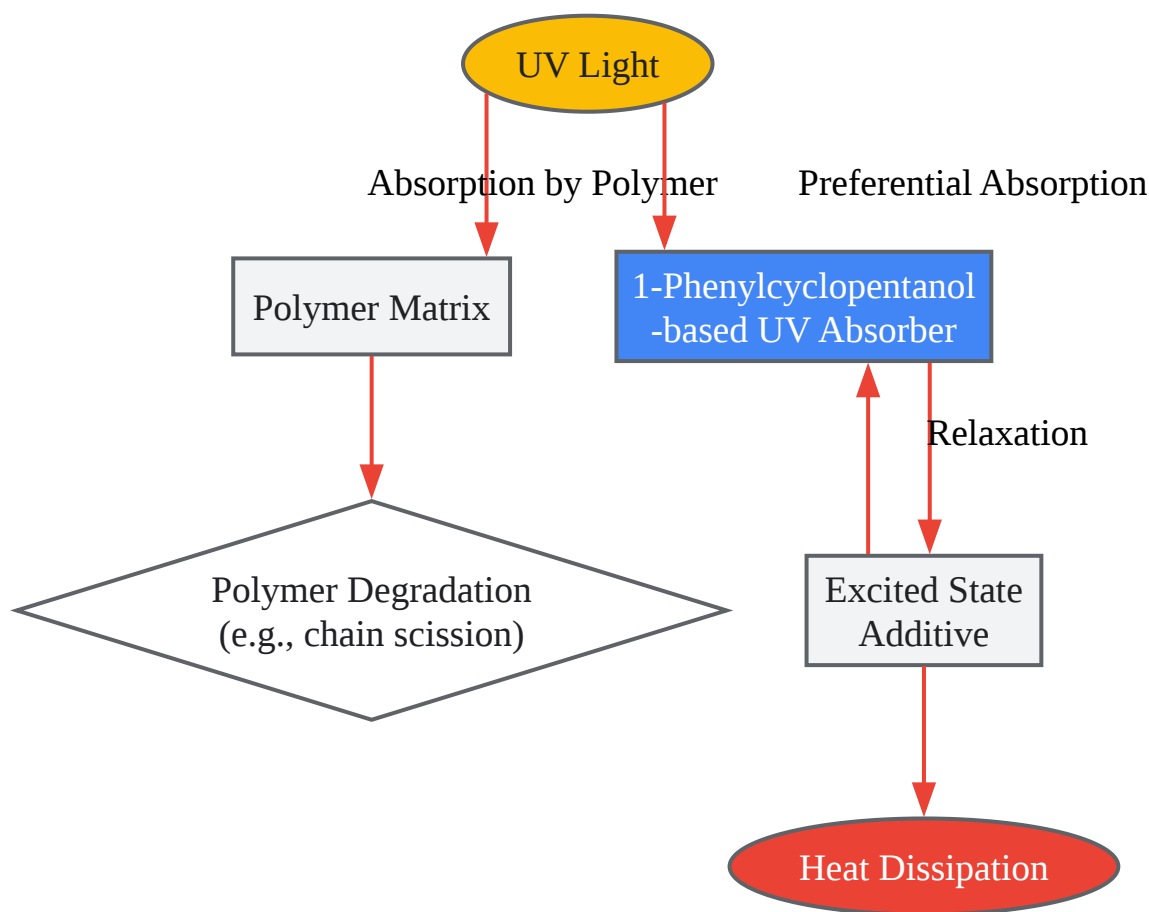 UV Light
Absorption by Polymer
Preferential Absorption
Polymer Matrix
1-Phenylcyclopentanol
-based UV Absorber
Relaxation
Polymer Degradation
(e.g., chain scission)
Excited State
Additive
Heat Dissipation